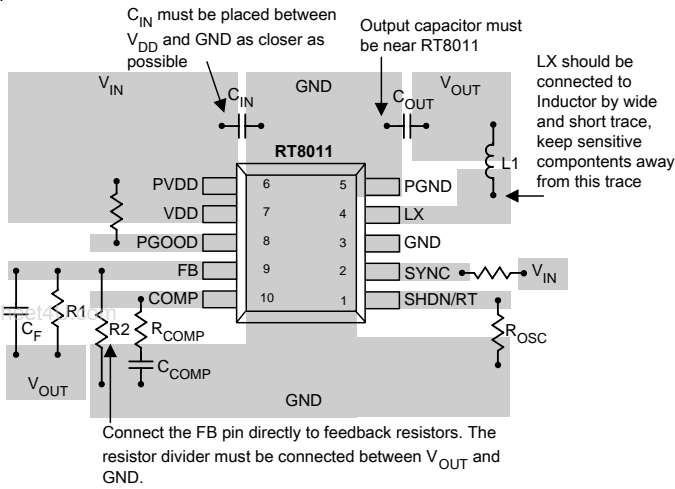 C_IN must be placed between
V_DD and GND as closer as
possible
Output capacitor must
be near RT8011
LX should be
connected to
Inductor by wide
and short trace,
keep sensitive
compontents away
from this trace
V_IN
C_IN
GND
C_OUT
V_OUT
L1
RT8011
PVDD 6 5 PGND
VDD 7 4 LX
PGOOD 8 3 GND
FB 9 2 SYNC
V_IN
COMP 10 1 SHDN/RT
C_F
R1
R2
R_COMP
C_COMP
R_OSC
V_OUT
GND
Connect the FB pin directly to feedback resistors. The
resistor divider must be connected between V_OUT and
GND.